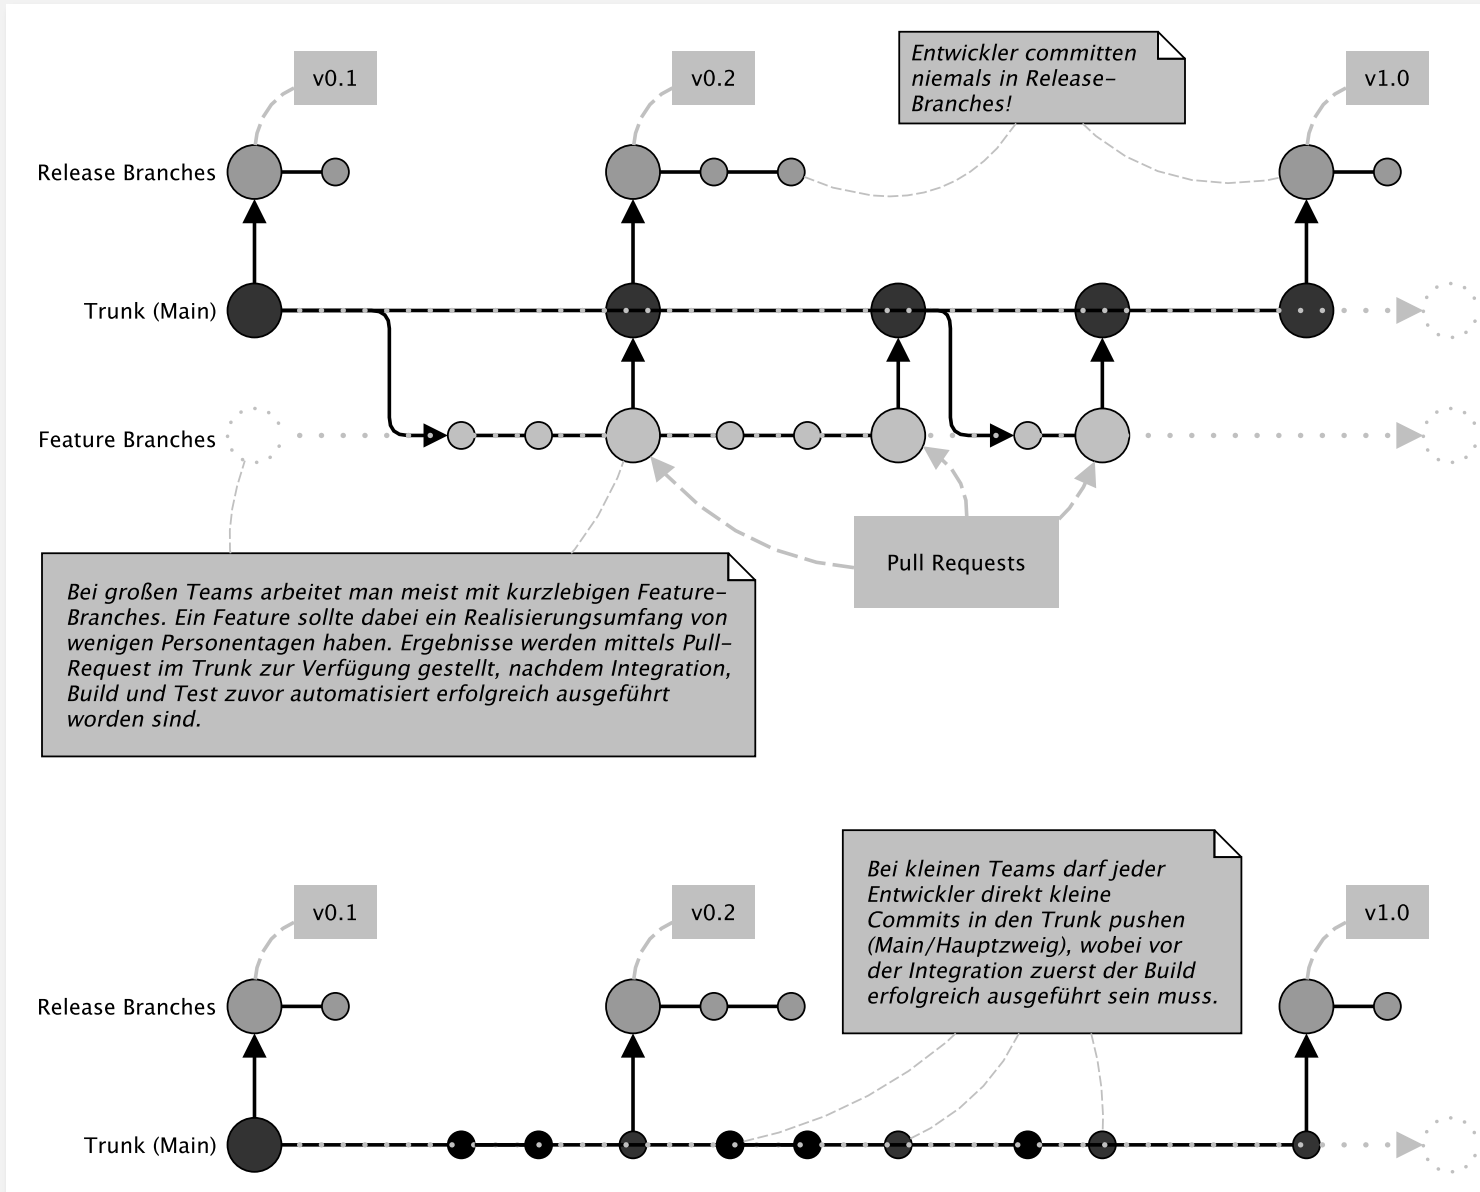 v0.1
v0.2
Entwickler committen
niemals in Release-
Branches!
v1.0
Release Branches
Trunk (Main)
Feature Branches
Pull Requests
Bei großen Teams arbeitet man meist mit kurzlebigen Feature-
Branches. Ein Feature sollte dabei ein Realisierungsumfang von
wenigen Personentagen haben. Ergebnisse werden mittels Pull-
Request im Trunk zur Verfügung gestellt, nachdem Integration,
Build und Test zuvor automatisiert erfolgreich ausgeführt
worden sind.
v0.1
v0.2
Bei kleinen Teams darf jeder
Entwickler direkt kleine
Commits in den Trunk pushen
(Main/Hauptzweig), wobei vor
der Integration zuerst der Build
erfolgreich ausgeführt sein muss.
v1.0
Release Branches
Trunk (Main)